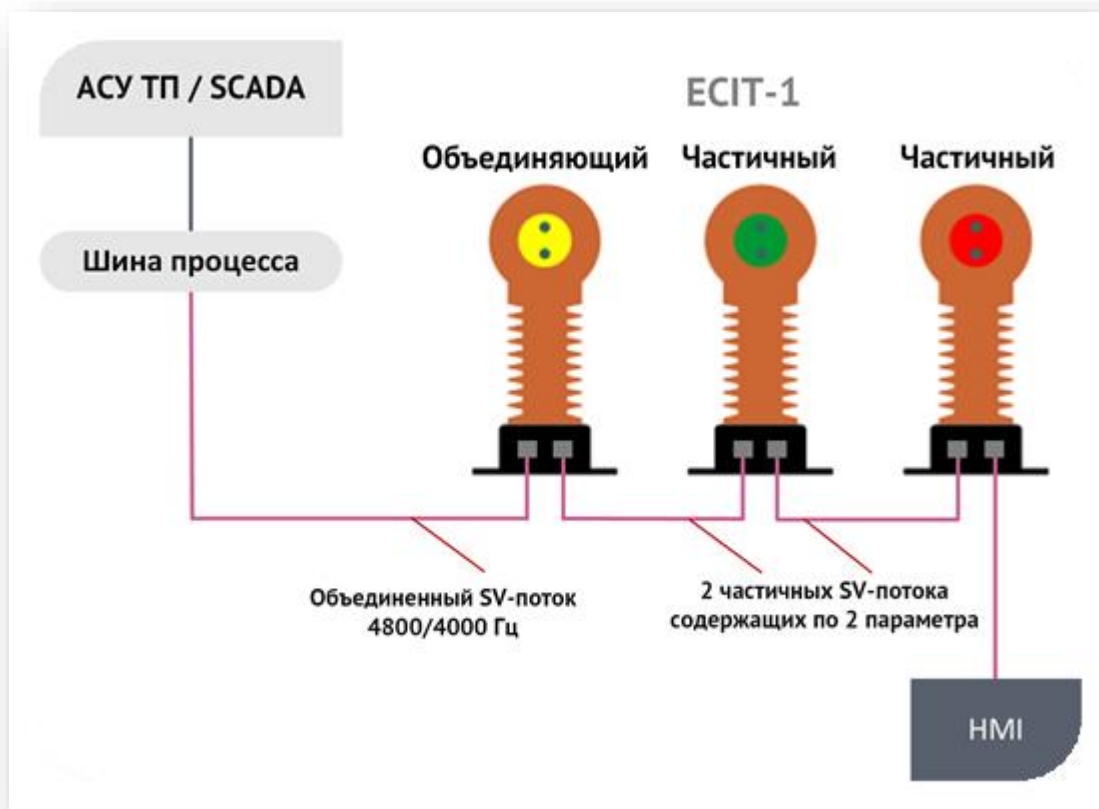 АСУ ТП / SCADA
ECIT-1
Объединяющий
Частичный
Частичный
Шина процесса
Объединенный SV-поток
4800/4000 Гц
2 частичных SV-потока
содержащих по 2 параметра
HMI